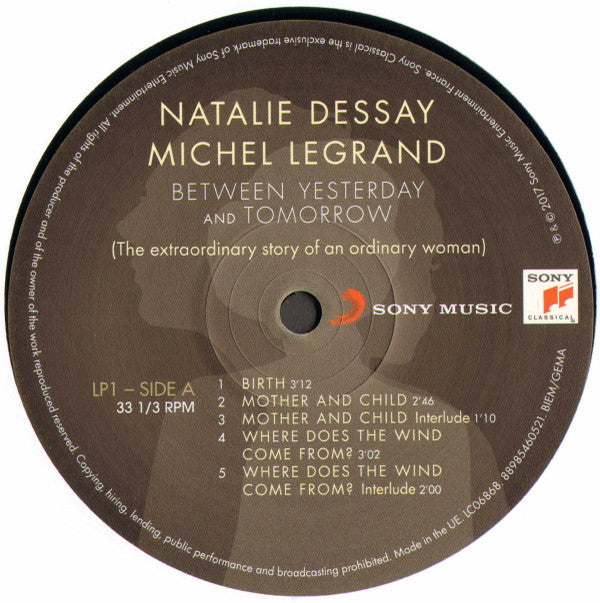 NATALIE DESSAY
MICHEL LEGRAND
BETWEEN YESTERDAY
AND TOMORROW
(The extraordinary story of an ordinary woman)
SONY MUSIC
SONY
CLASSICAL
LP1 – SIDE A
33 1/3 RPM
1 BIRTH 3'12
2 MOTHER AND CHILD 2'46
3 MOTHER AND CHILD Interlude 1'10
4 WHERE DOES THE WIND
COME FROM? 3'02
5 WHERE DOES THE WIND
COME FROM? Interlude 2'00
℗ & © 2017 Sony Music Entertainment France. Sony Classical is the exclusive trademark of Sony Music Entertainment. All rights of the producer and of the owner of the work reproduced reserved. Copying, hiring, lending, public performance and broadcasting prohibited. Made in the UE. LC06868. 88985460521. BIEM/GEMA